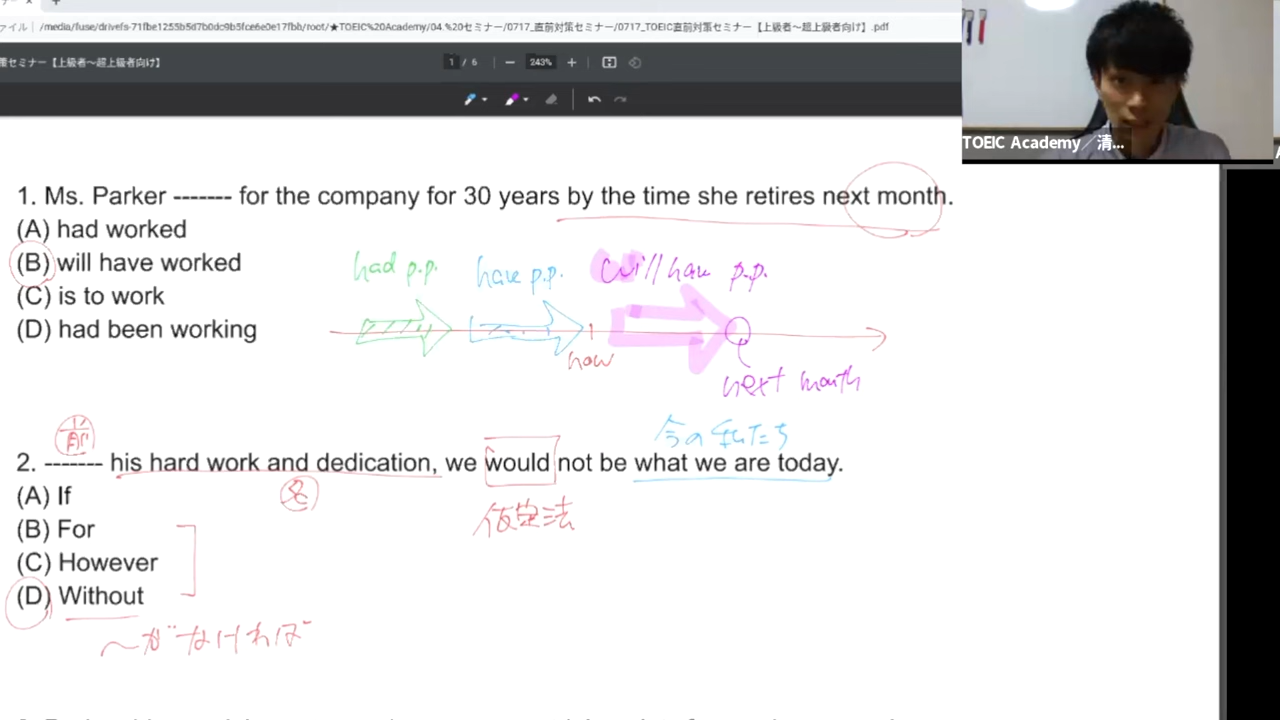 ァイル | /media/fuse/drivefs-71fbe1255b5d7b0dc9b5fce6e0e17fbb/root/★TOEIC%20Academy/04.%20セミナー/0717_直前対策セミナー/0717_TOEIC直前対策セミナー【上級者〜超上級者向け】.pdf
策セミナー【上級者〜超上級者向け】
1 / 6
243%
TOEIC Academy／清...
1. Ms. Parker ------- for the company for 30 years by the time she retires next month.
(A) had worked
(B) will have worked
(C) is to work
(D) had been working
had p.p. have p.p. will have p.p.
now
next month
前
今の私たち
2. ------- his hard work and dedication, we would not be what we are today.
名
仮定法
(A) If
(B) For
(C) However
(D) Without
〜がなければ